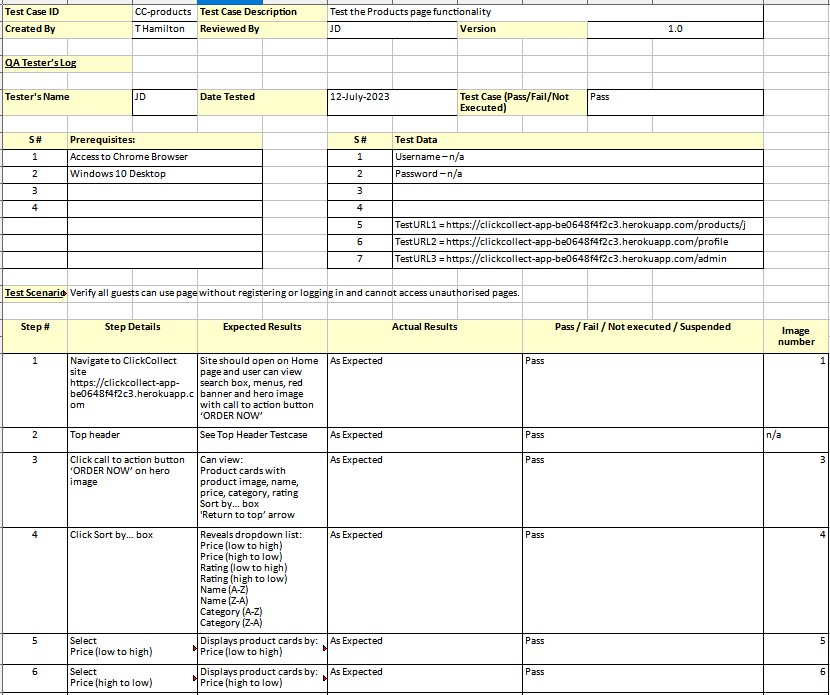 Test Case ID CC-products Test Case Description Test the Products page functionality
Created By T Hamilton Reviewed By JD Version 1.0
QA Tester's Log
Tester's Name JD Date Tested 12-July-2023 Test Case (Pass/Fail/Not
Executed) Pass
S # Prerequisites: S # Test Data
1 Access to Chrome Browser 1 Username – n/a
2 Windows 10 Desktop 2 Password – n/a
3 3
4 4
5 TestURL1 = https://clickcollect-app-be0648f4f2c3.herokuapp.com/products/j
6 TestURL2 = https://clickcollect-app-be0648f4f2c3.herokuapp.com/profile
7 TestURL3 = https://clickcollect-app-be0648f4f2c3.herokuapp.com/admin
Test Scenario Verify all guests can use page without registering or logging in and cannot access unauthorised pages.
Step # Step Details Expected Results Actual Results Pass / Fail / Not executed / Suspended Image
number
1 Navigate to ClickCollect
site
https://clickcollect-app-
be0648f4f2c3.herokuapp.c
om
Site should open on Home
page and user can view
search box, menus, red
banner and hero image
with call to action button
‘ORDER NOW’
As Expected Pass 1
2 Top header See Top Header Testcase As Expected Pass n/a
3 Click call to action button
‘ORDER NOW’ on hero
image
Can view:
Product cards with
product image, name,
price, category, rating
Sort by... box
‘Return to top’ arrow
As Expected Pass 3
4 Click Sort by... box
Reveals dropdown list:
Price (low to high)
Price (high to low)
Rating (low to high)
Rating (high to low)
Name (A-Z)
Name (Z-A)
Category (A-Z)
Category (Z-A)
As Expected Pass 4
5 Select
Price (low to high)
Displays product cards by:
Price (low to high)
As Expected Pass 5
6 Select
Price (high to low)
Displays product cards by:
Price (high to low)
As Expected Pass 6